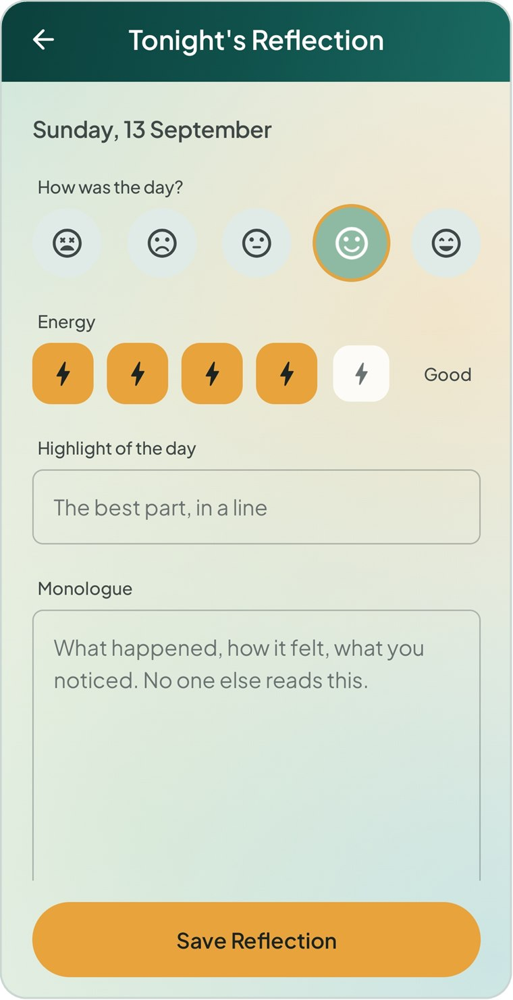 Tonight's Reflection
Sunday, 13 September
How was the day?
Energy
Good
Highlight of the day
The best part, in a line
Monologue
What happened, how it felt, what you
noticed. No one else reads this.
Save Reflection